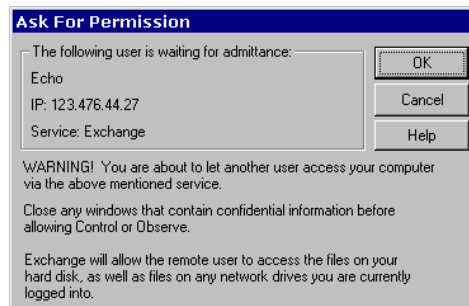 Ask For Permission
The following user is waiting for admittance:
Echo
IP: 123.476.44.27
Service: Exchange
OK
Cancel
Help
WARNING! You are about to let another user access your computer
via the above mentioned service.
Close any windows that contain confidential information before
allowing Control or Observe.
Exchange will allow the remote user to access the files on your
hard disk, as well as files on any network drives you are currently
logged into.